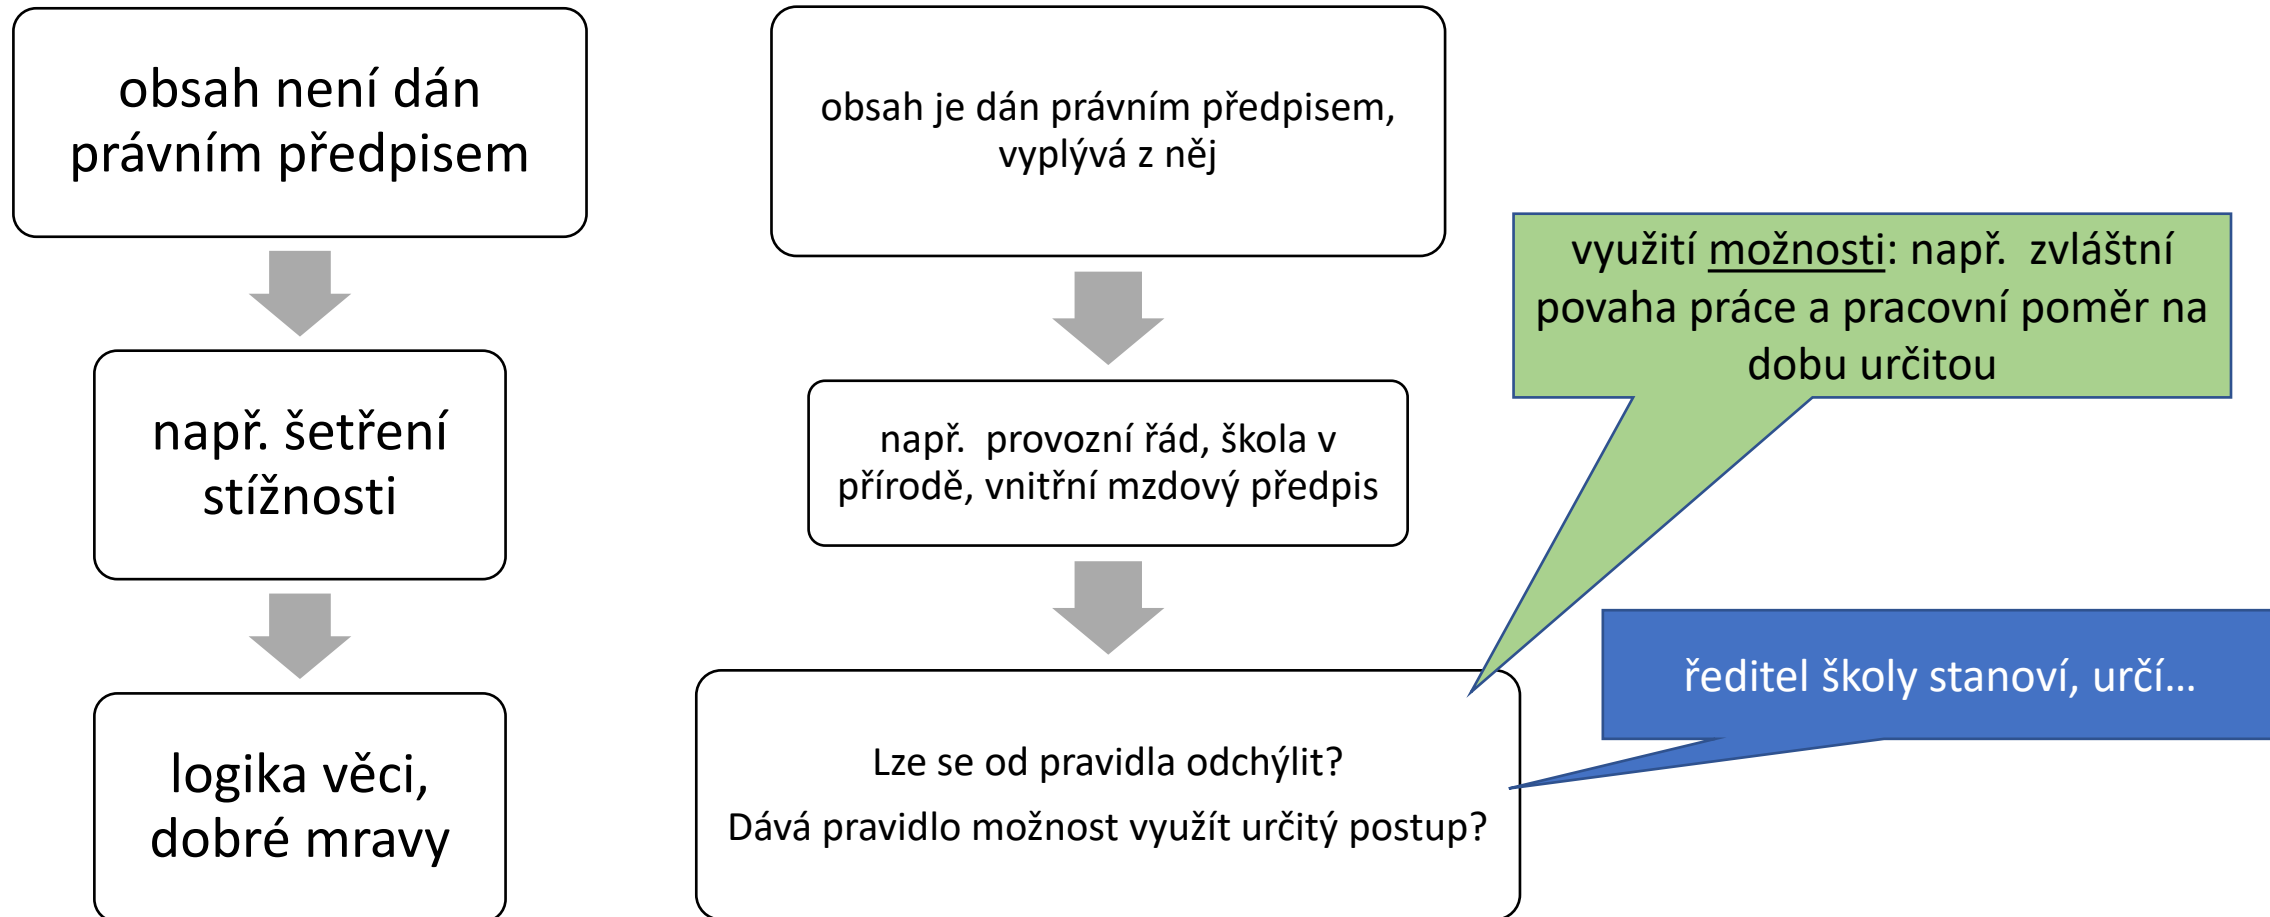 obsah není dán
právním předpisem
např. šetření
stížnosti
logika věci,
dobré mravy
obsah je dán právním předpisem,
vyplývá z něj
např. provozní řád, škola v
přírodě, vnitřní mzdový předpis
Lze se od pravidla odchýlit?
Dává pravidlo možnost využít určitý postup?
využití možnosti: např. zvláštní
povaha práce a pracovní poměr na
dobu určitou
ředitel školy stanoví, určí…